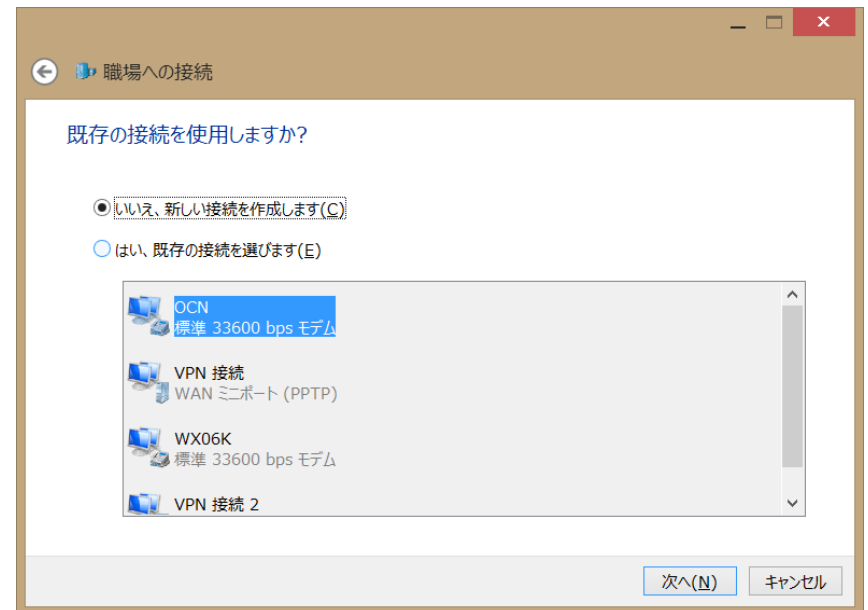 職場への接続
既存の接続を使用しますか?
いいえ、新しい接続を作成します(C)
はい、既存の接続を選びます(E)
OCN
標準 33600 bps モデム
VPN 接続
WAN ミニポート (PPTP)
WX06K
標準 33600 bps モデム
VPN 接続 2
次へ(N)
キャンセル